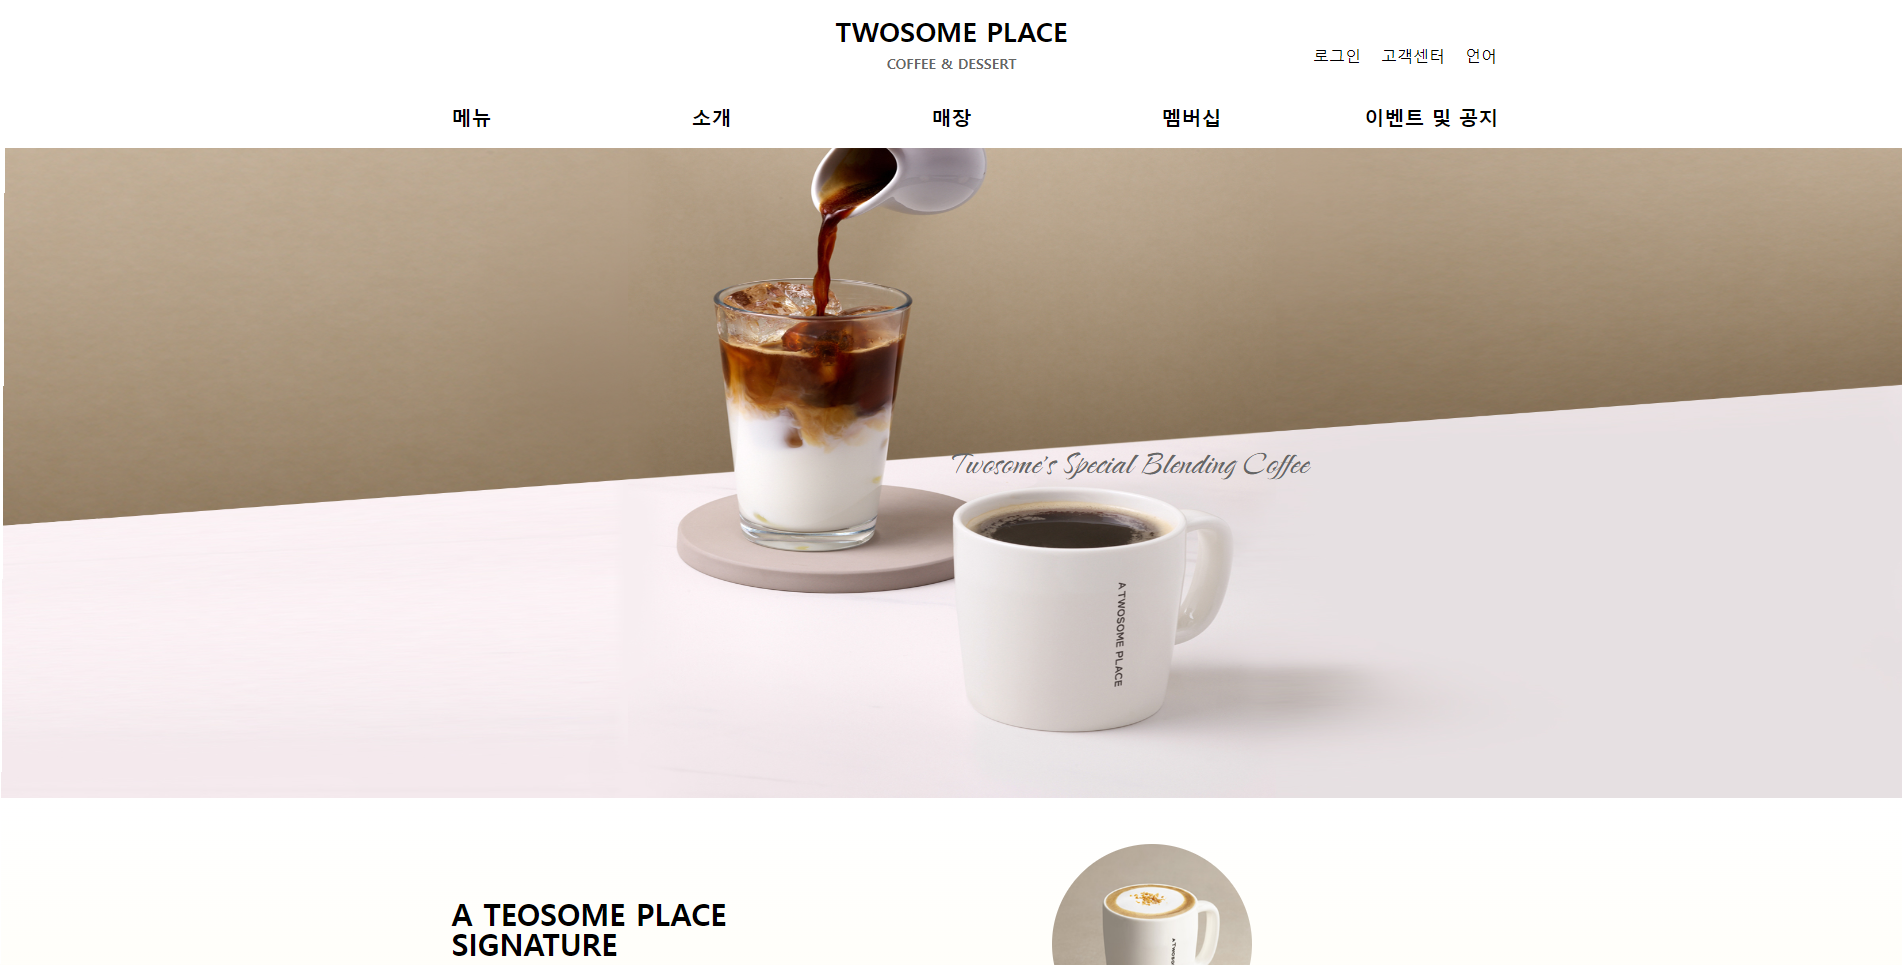 TWOSOME PLACE
COFFEE & DESSERT
로그인 고객센터 언어
메뉴 소개 매장 멤버십 이벤트 및 공지
Twosome's Special Blending Coffee
A TWOSOME PLACE
A TEOSOME PLACE
SIGNATURE